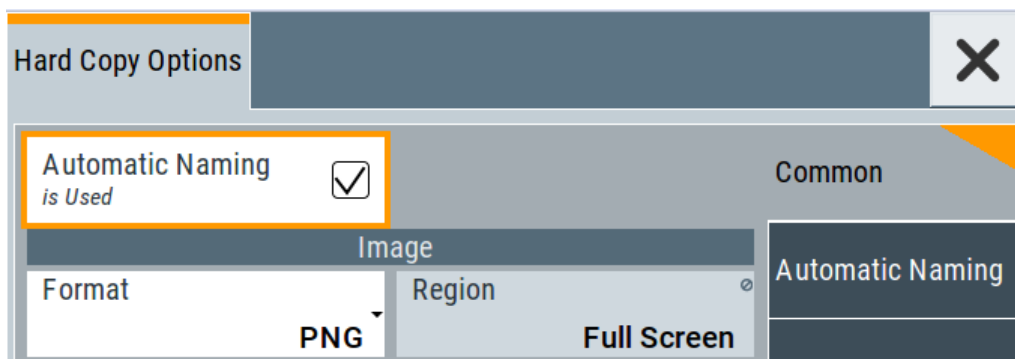 Hard Copy Options
Automatic Naming
is Used
Common
Image
Automatic Naming
Format
Region
PNG
Full Screen